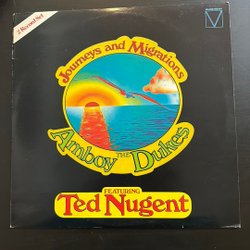 2 Record Set
Journeys and Migrations
Amboy THE Dukes
FEATURING
Ted Nugent